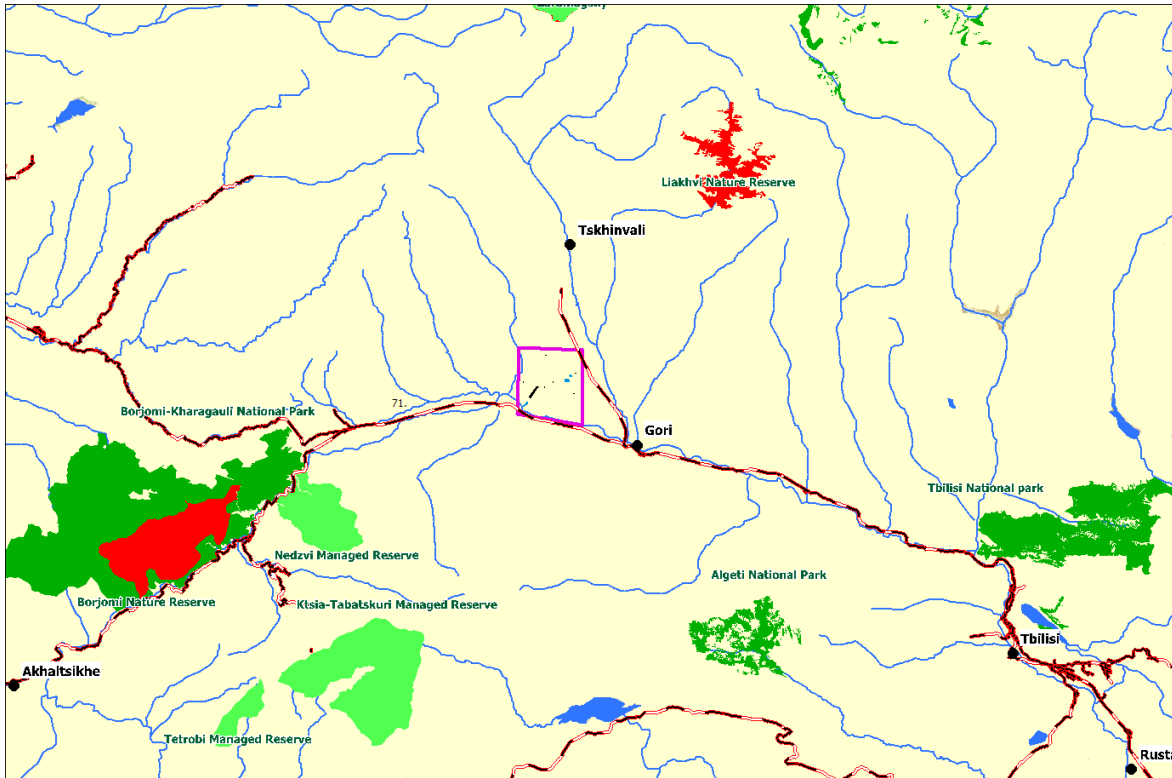 Liakhvi Nature Reserve
Tskhinvali
71.
Borjomi-Kharagauli National Park
Gori
Tbilisi National park
Nedzvi Managed Reserve
Algeti National Park
Borjomi Nature Reserve
Ktsia-Tabatskuri Managed Reserve
Tbilisi
Akhaltsikhe
Tetrobi Managed Reserve
Rusta